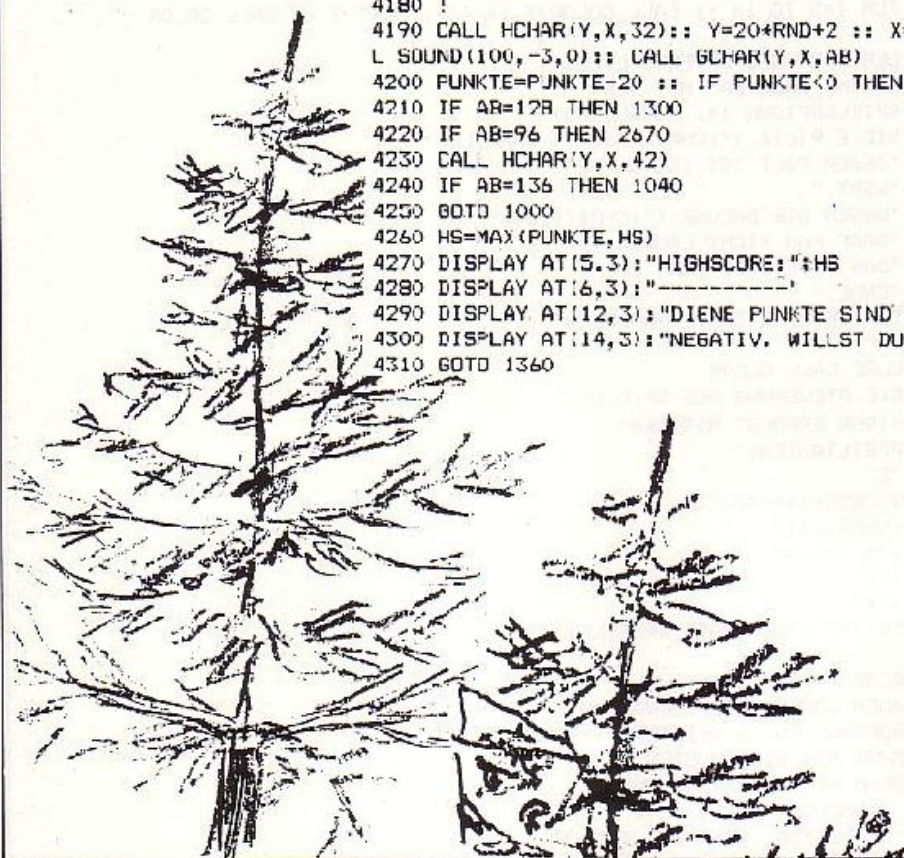 4180 !
4190 CALL HCHAR(Y,X,32):: Y=20*RND+2 :: X=
L SOUND(100,-3,0):: CALL GCHAR(Y,X,AB)
4200 PUNKTE=PUNKTE-20 :: IF PUNKTE<0 THEN
4210 IF AB=128 THEN 1300
4220 IF AB=96 THEN 2670
4230 CALL HCHAR(Y,X,42)
4240 IF AB=136 THEN 1040
4250 GOTO 1000
4260 HS=MAX(PUNKTE,HS)
4270 DISPLAY AT(5,3):"HIGHSCORE:"&HS
4280 DISPLAY AT(6,3):"----------"
4290 DISPLAY AT(12,3):"DIENE PUNKTE SIND
4300 DISPLAY AT(14,3):"NEGATIV. WILLST DU
4310 GOTO 1360